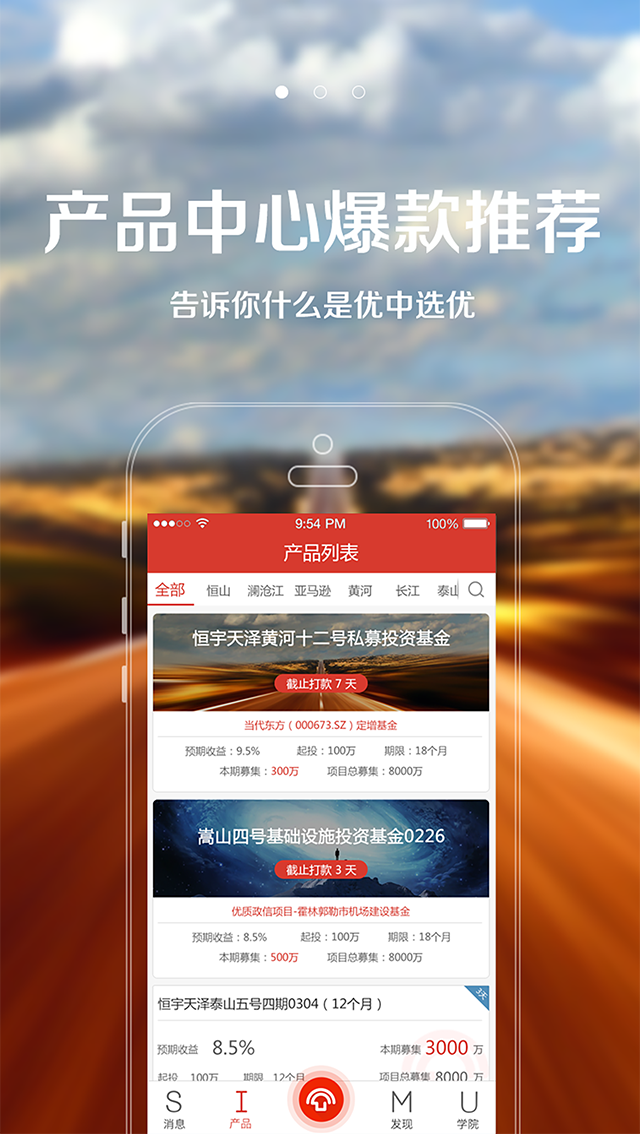 产品中心爆款推荐
告诉你什么是优中选优
9:54 PM 100%
产品列表
全部 恒山 澜沧江 亚马逊 黄河 长江 泰山
恒宇天泽黄河十二号私募投资基金
截止打款 7 天
当代东方（000673.SZ）定增基金
预期收益：9.5% 起投：100万 期限：18个月
本期募集：300万 项目总募集：8000万
嵩山四号基础设施投资基金0226
截止打款 3 天
优质政信项目-霍林郭勒市机场建设基金
预期收益：8.5% 起投：100万 期限：18个月
本期募集：500万 项目总募集：8000万
3天
恒宇天泽泰山五号四期0304（12个月）
预期收益 8.5% 本期募集 3000 万
起投 100万 期限 12个月 项目总募集 8000 万
S I M U
消息 产品 发现 学院